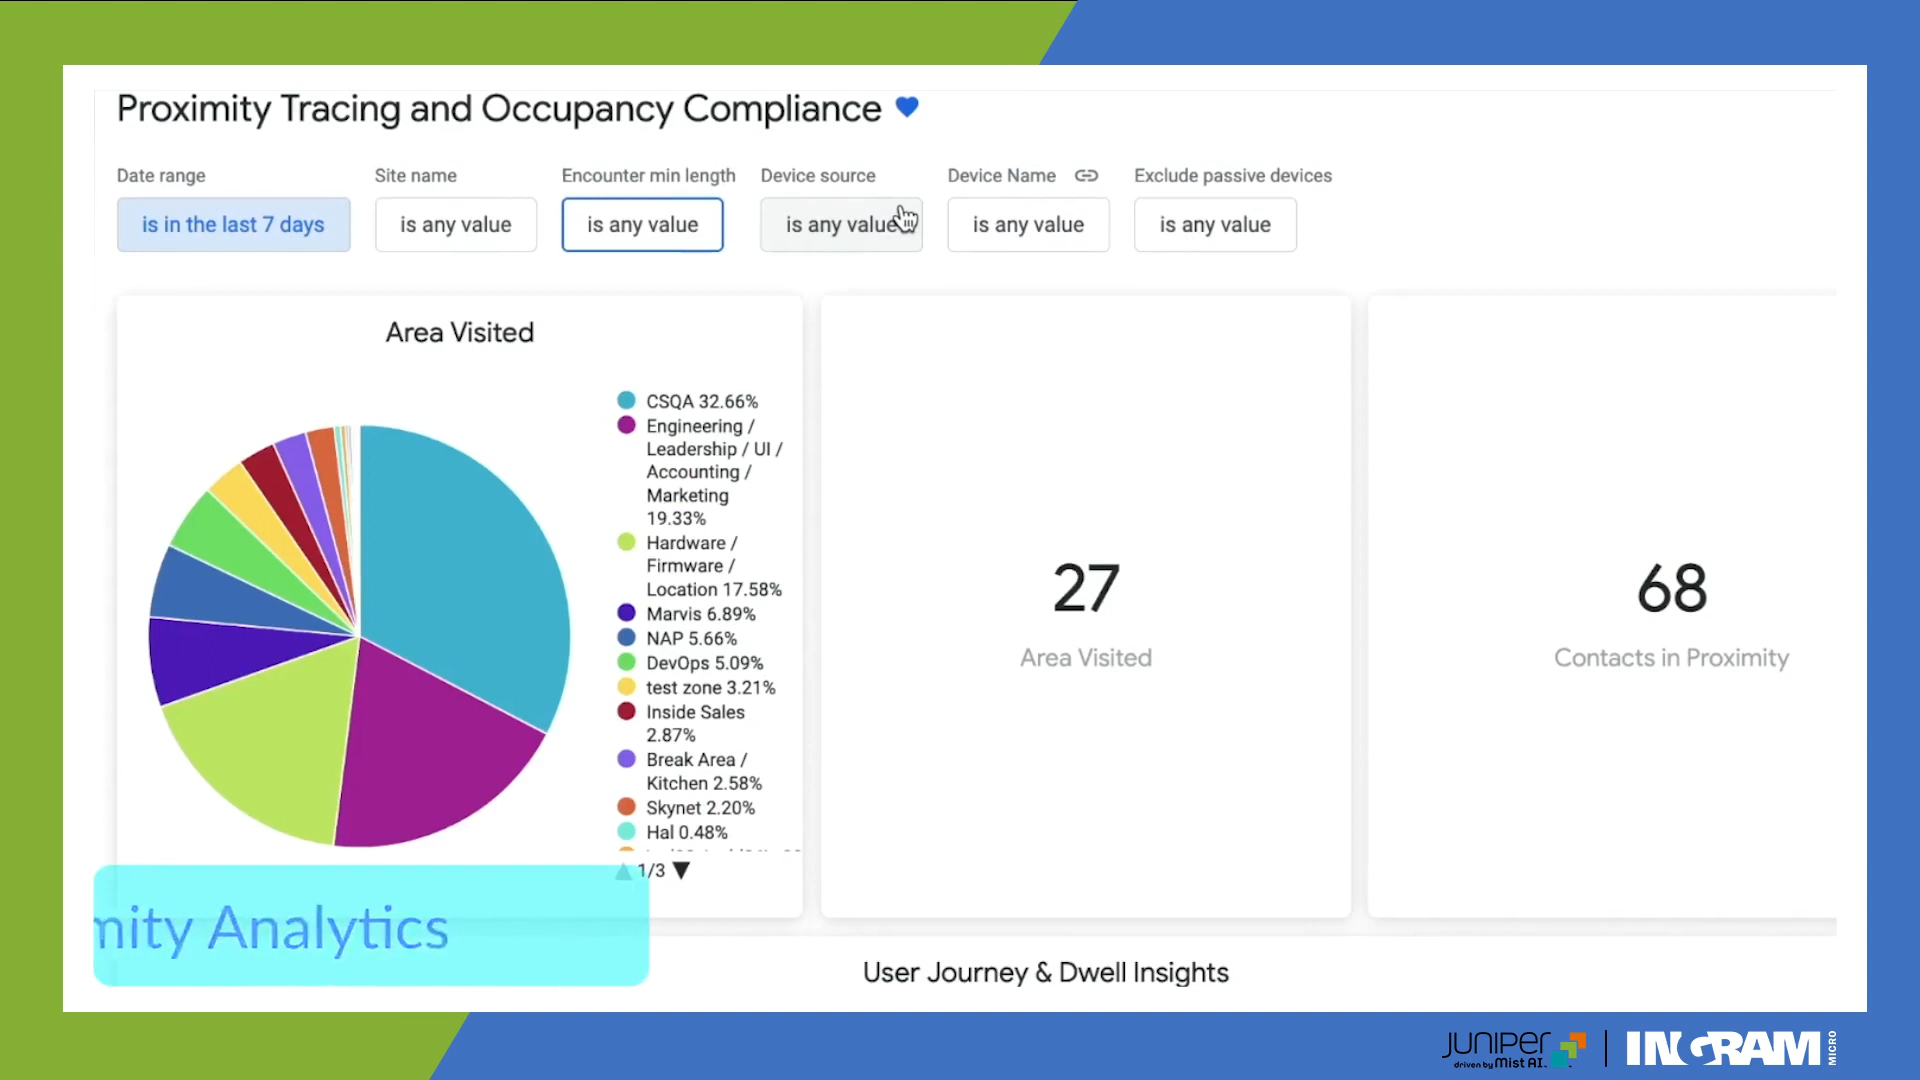 Proximity Tracing and Occupancy Compliance
Date range
Site name
Encounter min length
Device source
Device Name
Exclude passive devices
is in the last 7 days
is any value
is any value
is any value
is any value
is any value
Area Visited
CSQA 32.66%
Engineering /
Leadership / UI /
Accounting /
Marketing
19.33%
Hardware /
Firmware /
Location 17.58%
Marvis 6.89%
NAP 5.66%
DevOps 5.09%
test zone 3.21%
Inside Sales
2.87%
Break Area /
Kitchen 2.58%
Skynet 2.20%
Hal 0.48%
1/3
27
Area Visited
68
Contacts in Proximity
mity Analytics
User Journey & Dwell Insights
JUNIPEr
driven by Mist AI
INGRAM
MICRO